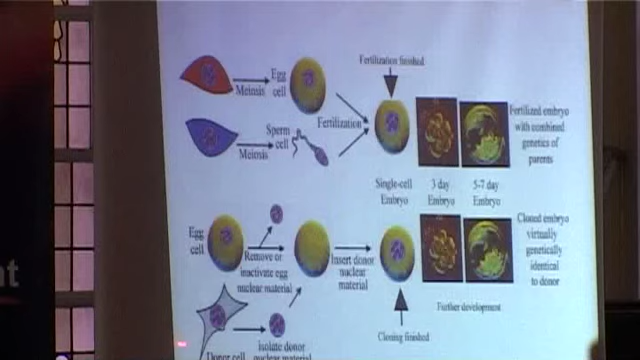 Fertilization finished
Egg
cell
Meiosis
Sperm
cell
Meiosis
Fertilization
Fertilized embryo
with combined
genetics of
parents
Single-cell
Embryo
3 day
Embryo
5-7 day
Embryo
Egg
cell
Remove or
inactivate egg
nuclear material
Insert donor
nuclear
material
Cloned embryo
virtually
genetically
identical
to donor
Further development
Cloning finished
Donor cell
Isolate donor
nuclear material
nt